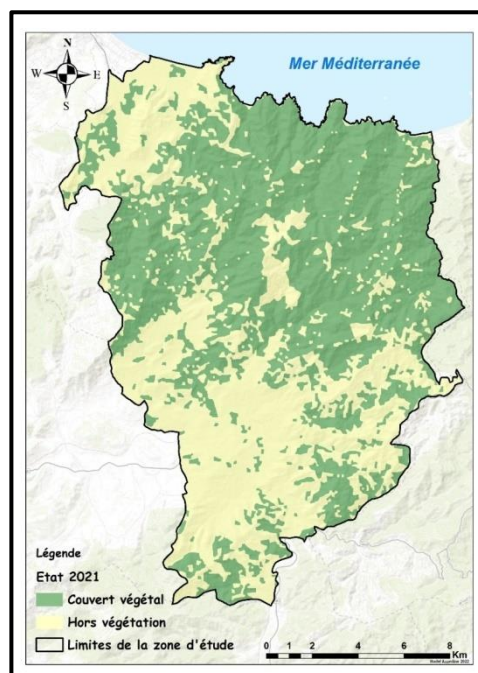 Mer Méditerranée
N
W E
S
Légende
Etat 2021
Couvert végétal
Hors végétation
Limites de la zone d'étude
0 1 2 4 6 8
Km